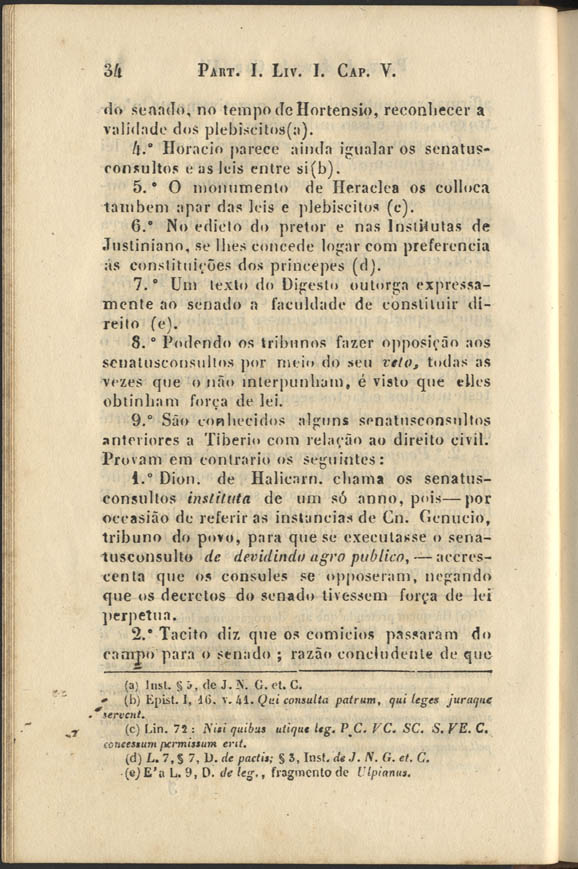 34 PART. I. LIV. I. CAP. V.
do senado, no tempo de Hortensio, reconhecer a
validade dos plebiscitos(a).
4.º Horacio parece ainda igualar os senatus-
consultos e as leis entre si(b).
5.º O monumento de Heraclea os colloca
tambem apar das leis e plebiscitos (c).
6.º No edicto do pretor e nas Institutas de
Justiniano, se lhes concede logar com preferencia
ás constituições dos princepes (d).
7.º Um texto do Digesto outorga expressa-
mente ao senado a faculdade de constituir di-
reito (e).
8.º Podendo os tribunos fazer opposição aos
senatusconsultos por meio do seu veto, todas as
vezes que o não interpunham, é visto que elles
obtinham força de lei.
9.º São conhecidos alguns senatusconsultos
anteriores a Tiberio com relação ao direito civil.
Provam em contrario os seguintes:
1.º Dion. de Halicarn. chama os senatus-
consultos instituta de um só anno, pois—por
occasião de referir as instancias de Cn. Genucio,
tribuno do povo, para que se executasse o sena-
tusconsulto de devidindo agro publico, — accres-
centa que os consules se opposeram, negando
que os decretos do senado tivessem força de lei
perpetua.
2.º Tacito diz que os comicios passaram do
campo para o senado ; razão concludente de que
(a) Inst. § 5, de J. N. G. et. C.
(b) Epist. I, 16. v. 41. Qui consulta patrum, qui leges juraque
servent.
(c) Lin. 72 : Nisi quibus utique leg. P. C. VC. SC. S. VE. C.
concessum permissum erit.
(d) L. 7, § 7, D. de pactis; § 3, Inst. de J. N. G. et. C.
(e) E'a L. 9, D. de leg., fragmento de Ulpianus.